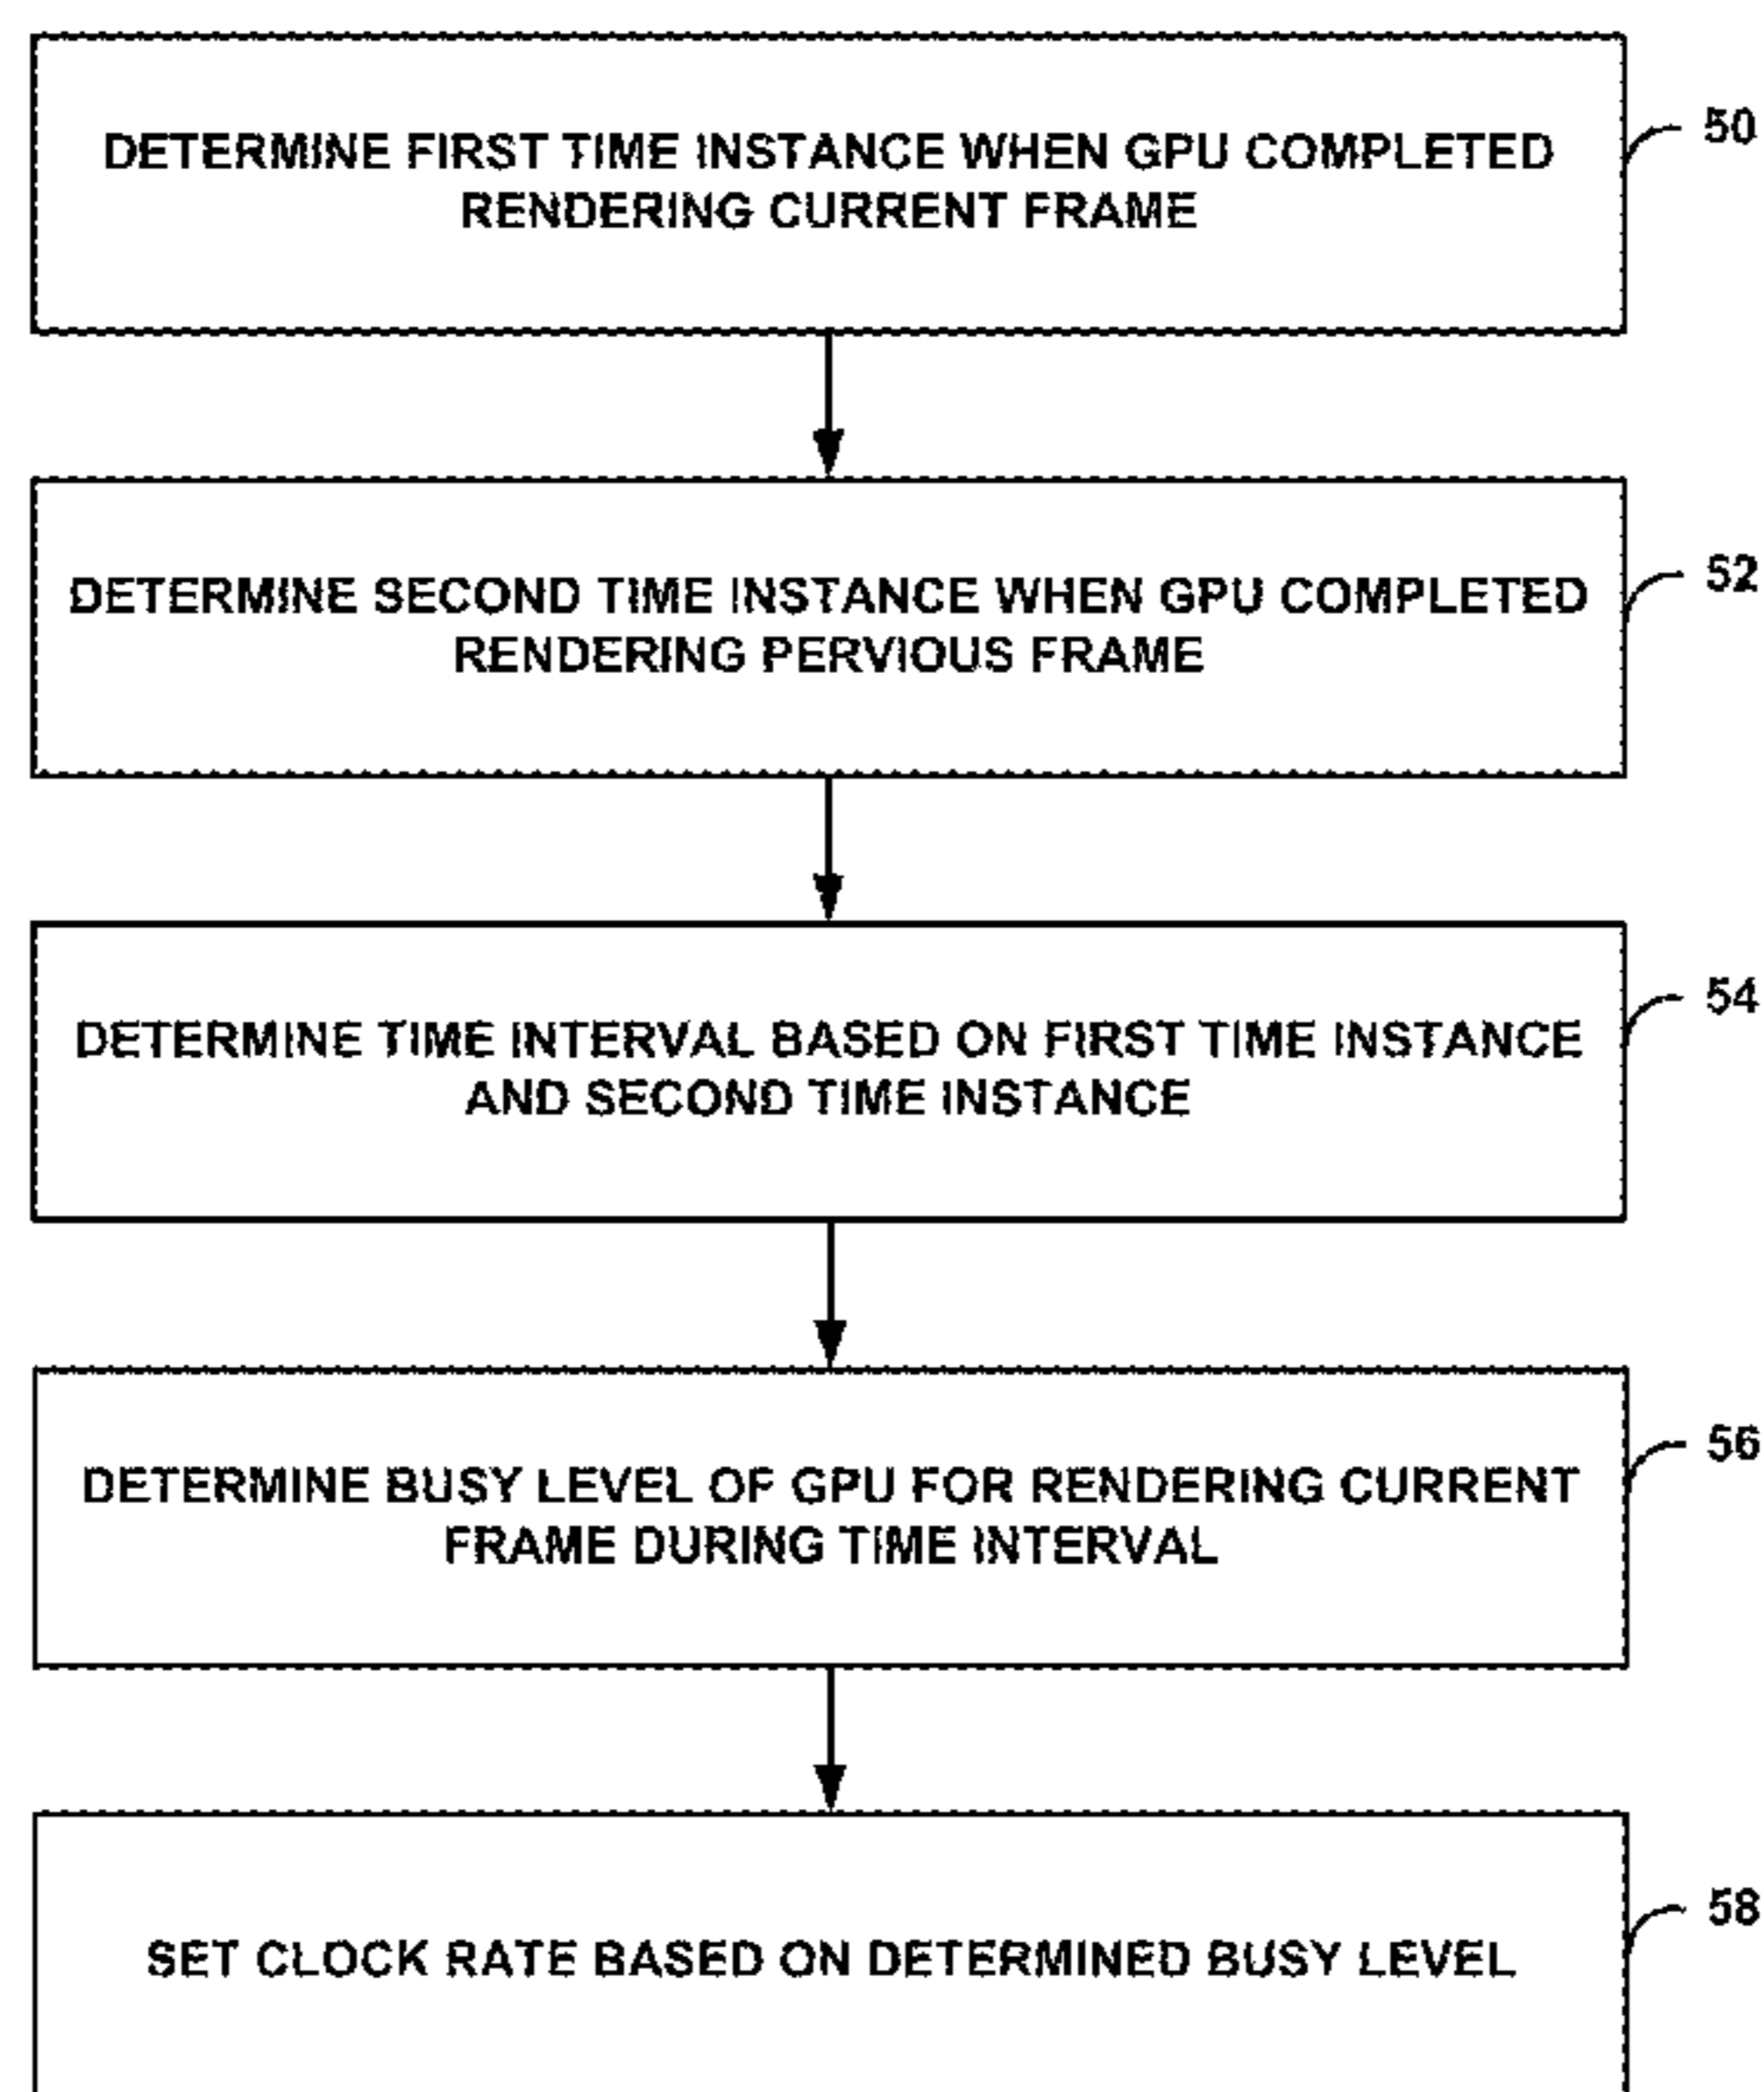 DETERMINE FIRST TIME INSTANCE WHEN GPU COMPLETED
RENDERING CURRENT FRAME
50
DETERMINE SECOND TIME INSTANCE WHEN GPU COMPLETED
RENDERING PERVIOUS FRAME
52
DETERMINE TIME INTERVAL BASED ON FIRST TIME INSTANCE
AND SECOND TIME INSTANCE
54
DETERMINE BUSY LEVEL OF GPU FOR RENDERING CURRENT
FRAME DURING TIME INTERVAL
56
SET CLOCK RATE BASED ON DETERMINED BUSY LEVEL
58